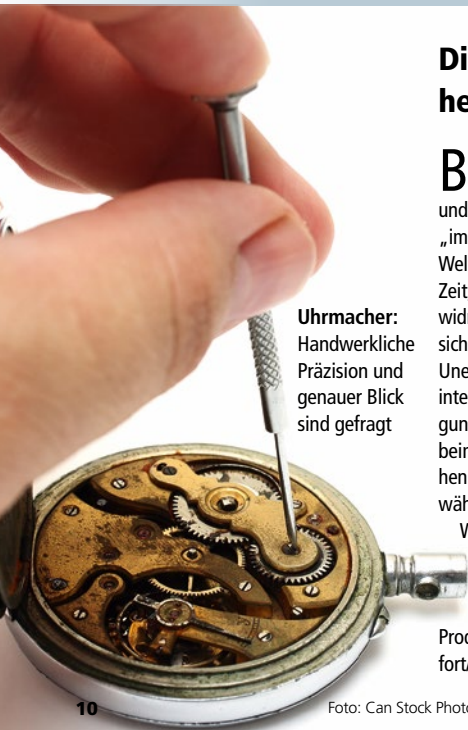 Di
he
B
und
„im
Wel
Zeit
wid
sich
Une
inte
gun
bei
hen
wäh
W
Uhrmacher:
Handwerkliche
Präzision und
genauer Blick
sind gefragt
Proc
fort
10
Foto: Can Stock Photo